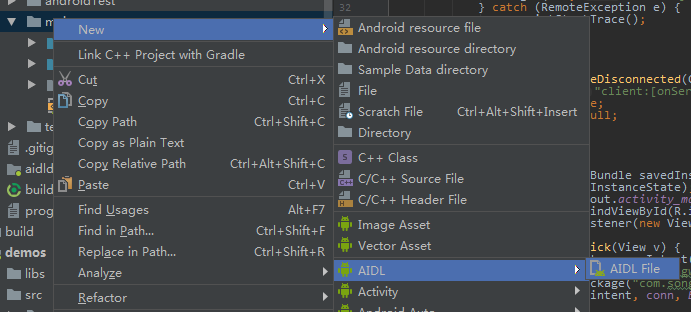 androidTest
32
} catch (RemoteException e) {
New
Link C++ Project with Gradle
Cut Ctrl+X
Copy Ctrl+C
Copy Path Ctrl+Shift+C
Copy as Plain Text
Copy Relative Path Ctrl+Alt+Shift+C
Paste Ctrl+V
Find Usages Alt+F7
Find in Path... Ctrl+Shift+F
Replace in Path... Ctrl+Shift+R
Analyze
Refactor
Android resource file
Android resource directory
Sample Data directory
File
Scratch File Ctrl+Alt+Shift+Insert
Directory
C++ Class
C/C++ Source File
C/C++ Header File
Image Asset
Vector Asset
AIDL
Activity
AIDL File
.gitig
aidld
build
prog
build
demos
libs
src
eDisconnected(C
"client:[onSer
e;
ull;
Bundle savedIns
InstanceState);
out.activity_ma
indViewById(R.i
stener(new View
ick(View v) {
ckage("com.song
intent, conn, B